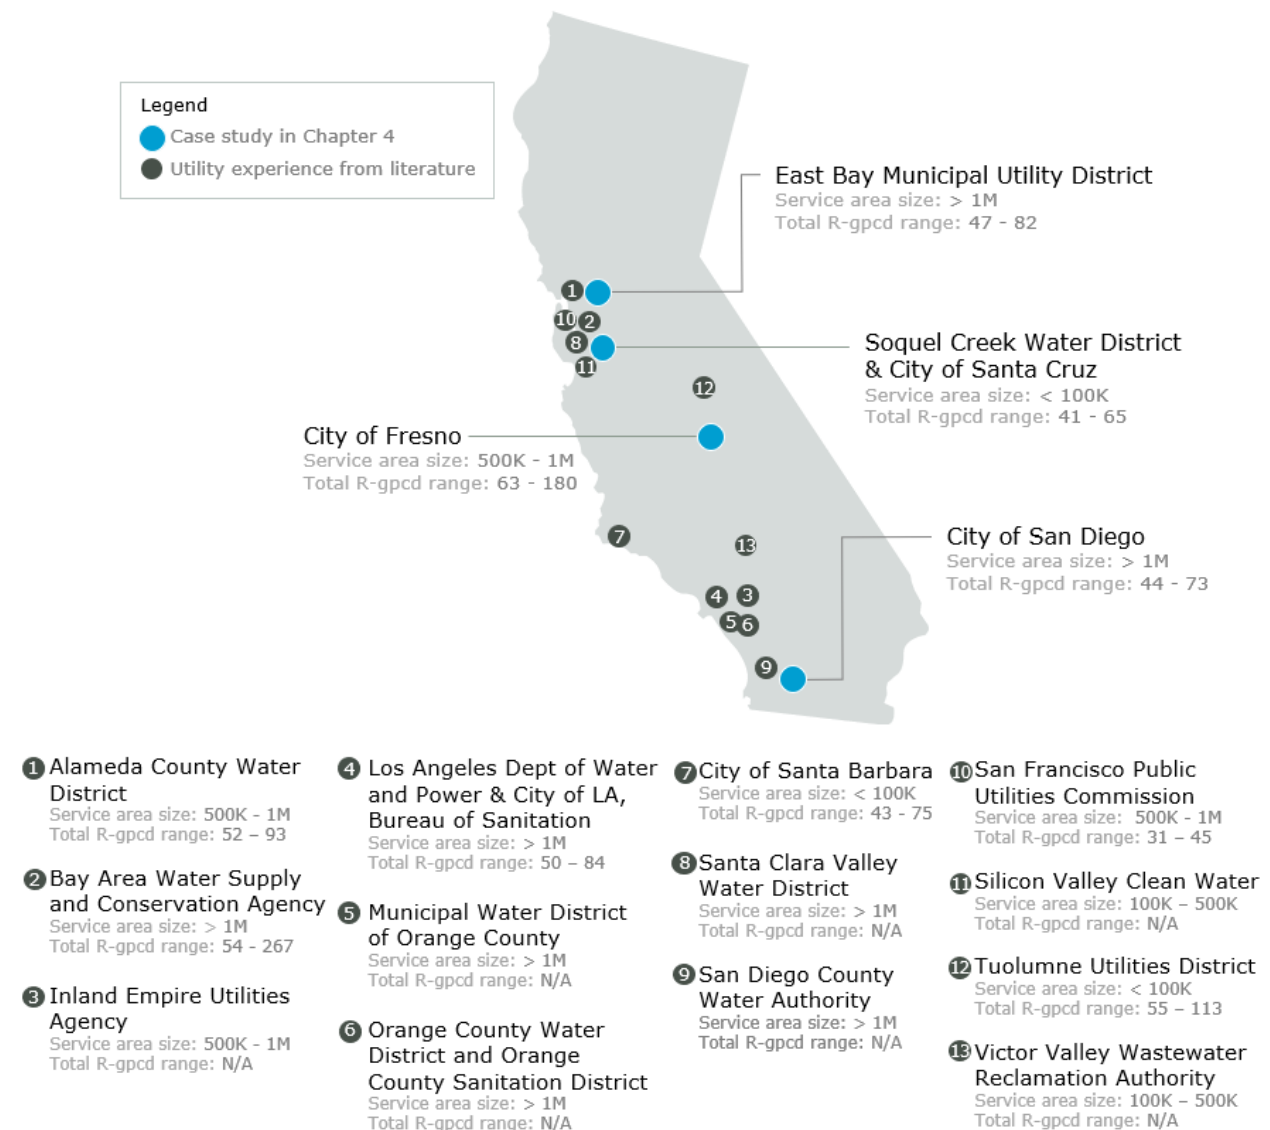 Legend
Case study in Chapter 4
Utility experience from literature
East Bay Municipal Utility District
Service area size: > 1M
Total R-gpcd range: 47 - 82
Soquel Creek Water District
& City of Santa Cruz
Service area size: < 100K
Total R-gpcd range: 41 - 65
City of Fresno
Service area size: 500K - 1M
Total R-gpcd range: 63 - 180
City of San Diego
Service area size: > 1M
Total R-gpcd range: 44 - 73
1
10
2
8
11
12
7
13
4
3
5
6
9
1 Alameda County Water
District
Service area size: 500K - 1M
Total R-gpcd range: 52 – 93
2 Bay Area Water Supply
and Conservation Agency
Service area size: > 1M
Total R-gpcd range: 54 - 267
3 Inland Empire Utilities
Agency
Service area size: 500K - 1M
Total R-gpcd range: N/A
4 Los Angeles Dept of Water
and Power & City of LA,
Bureau of Sanitation
Service area size: > 1M
Total R-gpcd range: 50 – 84
5 Municipal Water District
of Orange County
Service area size: > 1M
Total R-gpcd range: N/A
6 Orange County Water
District and Orange
County Sanitation District
Service area size: > 1M
Total R-gpcd range: N/A
7 City of Santa Barbara
Service area size: < 100K
Total R-gpcd range: 43 - 75
8 Santa Clara Valley
Water District
Service area size: > 1M
Total R-gpcd range: N/A
9 San Diego County
Water Authority
Service area size: > 1M
Total R-gpcd range: N/A
10 San Francisco Public
Utilities Commission
Service area size: 500K - 1M
Total R-gpcd range: 31 – 45
11 Silicon Valley Clean Water
Service area size: 100K – 500K
Total R-gpcd range: N/A
12 Tuolumne Utilities District
Service area size: < 100K
Total R-gpcd range: 55 – 113
13 Victor Valley Wastewater
Reclamation Authority
Service area size: 100K – 500K
Total R-gpcd range: N/A